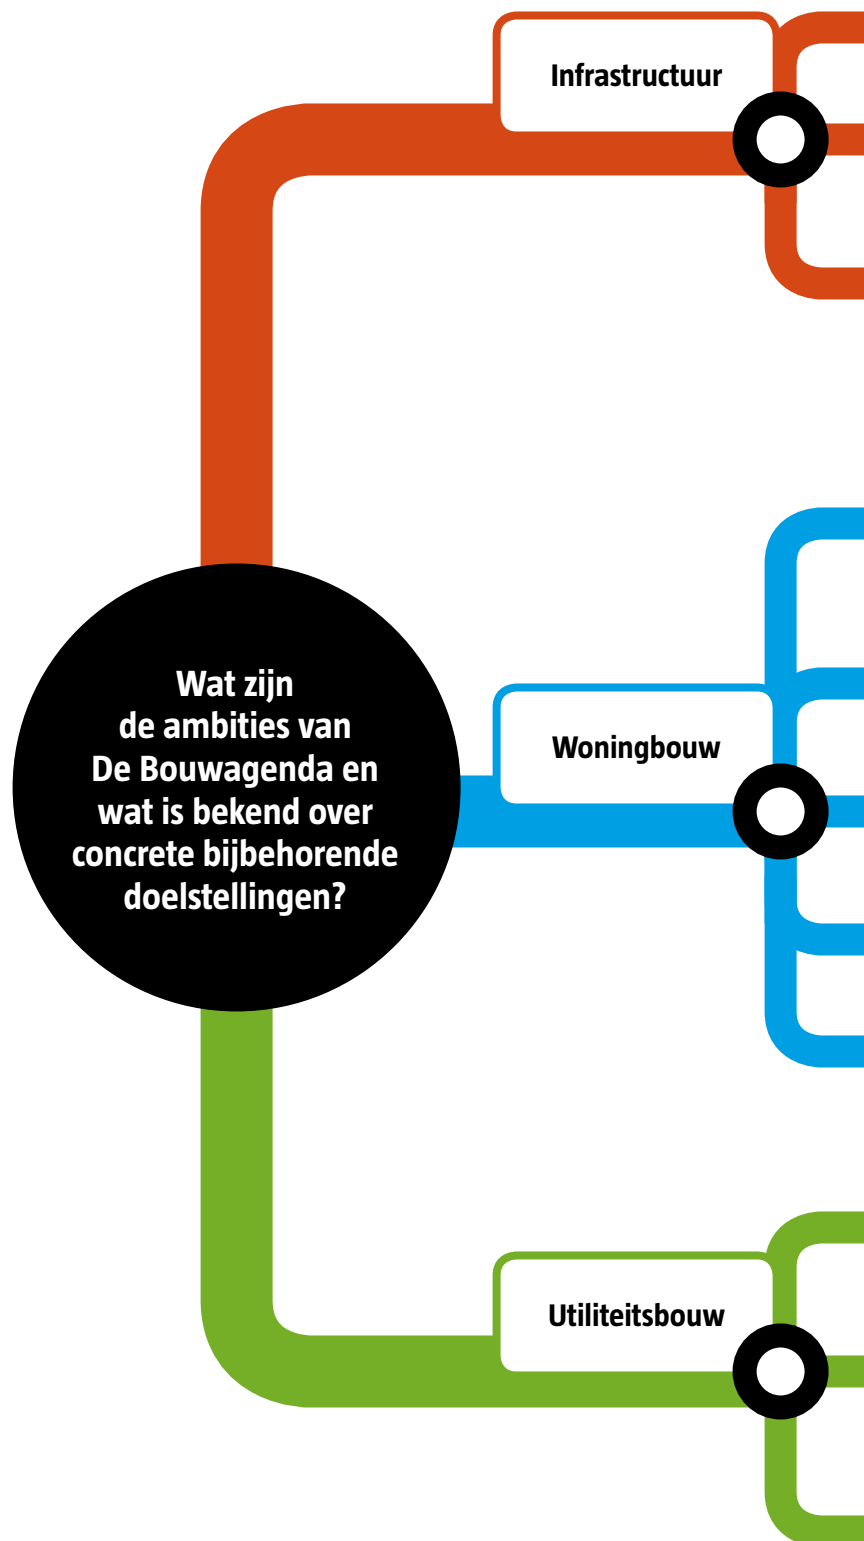 Infrastructuur
Wat zijn
de ambities van
De Bouwagenda en
wat is bekend over
concrete bijbehorende
doelstellingen?
Woningbouw
Utiliteitsbouw